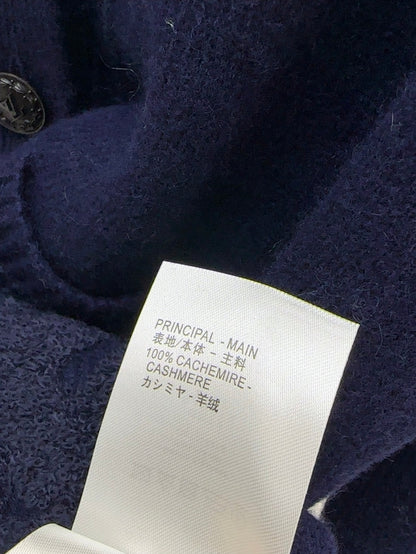 PRINCIPAL - MAIN
表地/本体 - 主料
100% CACHEMIRE -
CASHMERE
カシミヤ - 羊绒